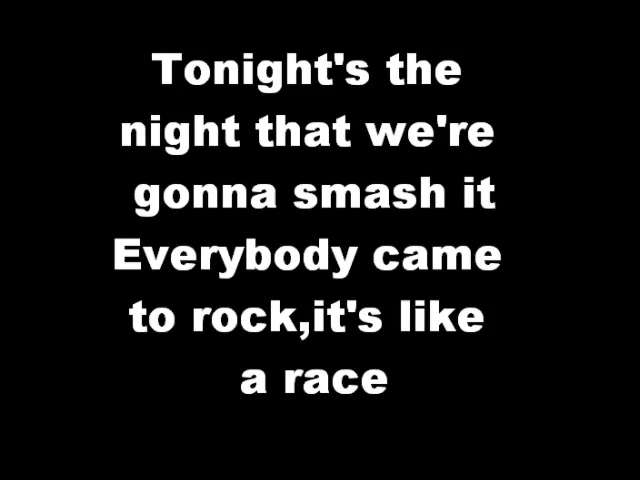 Tonight's the
night that we're
gonna smash it
Everybody came
to rock,it's like
a race